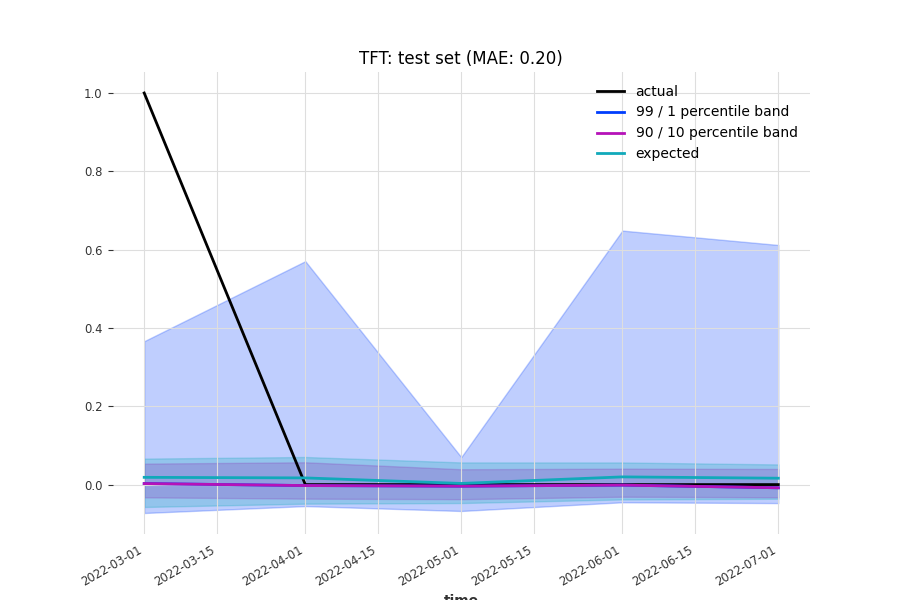 TFT: test set (MAE: 0.20)
actual
99 / 1 percentile band
90 / 10 percentile band
expected
1.0
0.8
0.6
0.4
0.2
0.0
2022-03-01
2022-03-15
2022-04-01
2022-04-15
2022-05-01
2022-05-15
2022-06-01
2022-06-15
2022-07-01
time